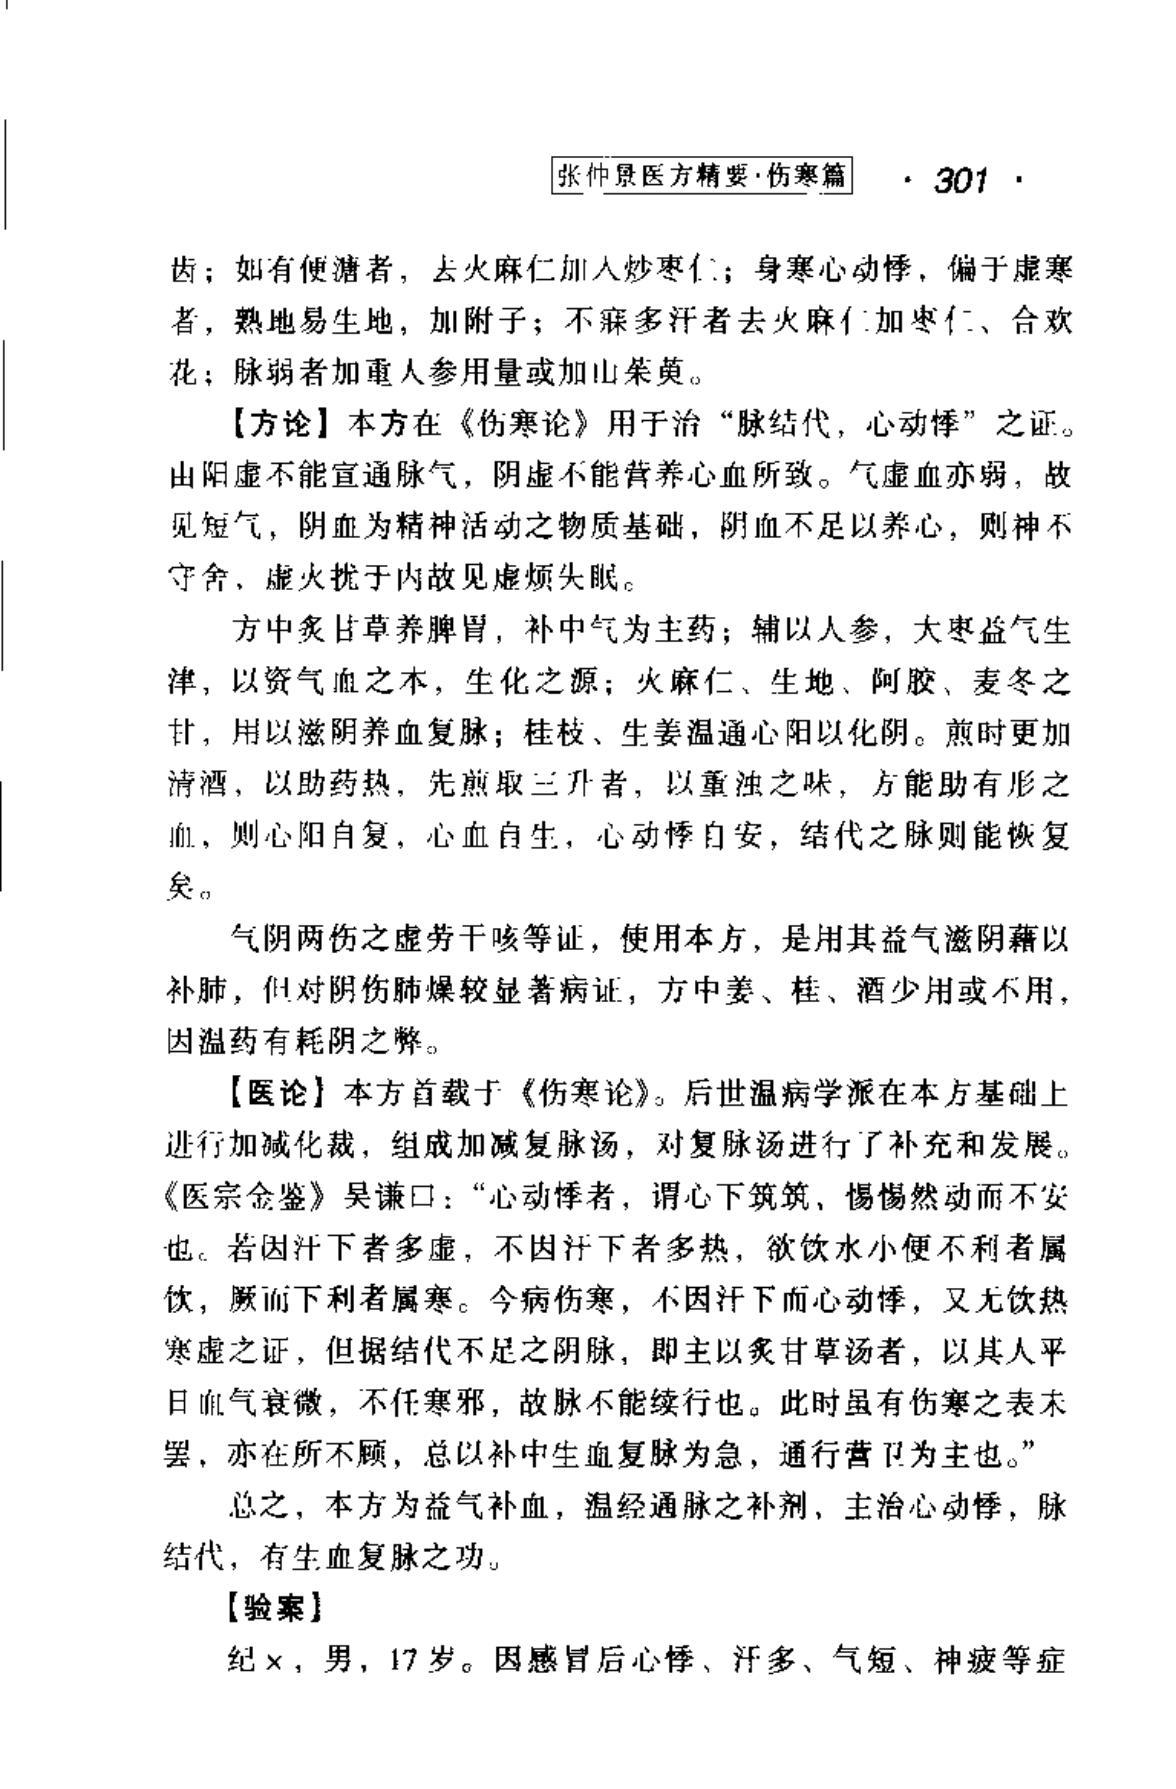 张仲景医方精要·伤寒篇 · 301 ·
齿；如有便溏者，去火麻仁加入炒枣仁；身寒心动悸，偏于虚寒
者，熟地易生地，加附子；不寐多汗者去火麻仁加枣仁、合欢
花；脉弱者加重人参用量或加山茱萸。
【方论】本方在《伤寒论》用于治“脉结代，心动悸”之证。
由阳虚不能宣通脉气，阴虚不能营养心血所致。气虚血亦弱，故
见短气，阴血为精神活动之物质基础，阴血不足以养心，则神不
守舍，虚火扰于内故见虚烦失眠。
方中炙甘草养脾胃，补中气为主药；辅以人参，大枣益气生
津，以资气血之本，生化之源；火麻仁、生地、阿胶、麦冬之
甘，用以滋阴养血复脉；桂枝、生姜温通心阳以化阴。煎时更加
清酒，以助药热，先煎取三升者，以重浊之味，方能助有形之
血，则心阳自复，心血自生，心动悸自安，结代之脉则能恢复
矣。
气阴两伤之虚劳干咳等证，使用本方，是用其益气滋阴藉以
补肺，但对阴伤肺燥较显著病证，方中姜、桂、酒少用或不用，
因温药有耗阴之弊。
【医论】本方首载于《伤寒论》。后世温病学派在本方基础上
进行加减化裁，组成加减复脉汤，对复脉汤进行了补充和发展。
《医宗金鉴》吴谦曰：“心动悸者，谓心下筑筑，惕惕然动而不安
也。若因汗下者多虚，不因汗下者多热，欲饮水小便不利者属
饮，厥而下利者属寒。今病伤寒，不因汗下而心动悸，又无饮热
寒虚之证，但据结代不足之阴脉，即主以炙甘草汤者，以其人平
日血气衰微，不任寒邪，故脉不能续行也。此时虽有伤寒之表未
罢，亦在所不顾，总以补中生血复脉为急，通行营卫为主也。”
总之，本方为益气补血，温经通脉之补剂，主治心动悸，脉
结代，有生血复脉之功。
【验案】
纪×，男，17岁。因感冒后心悸、汗多、气短、神疲等症